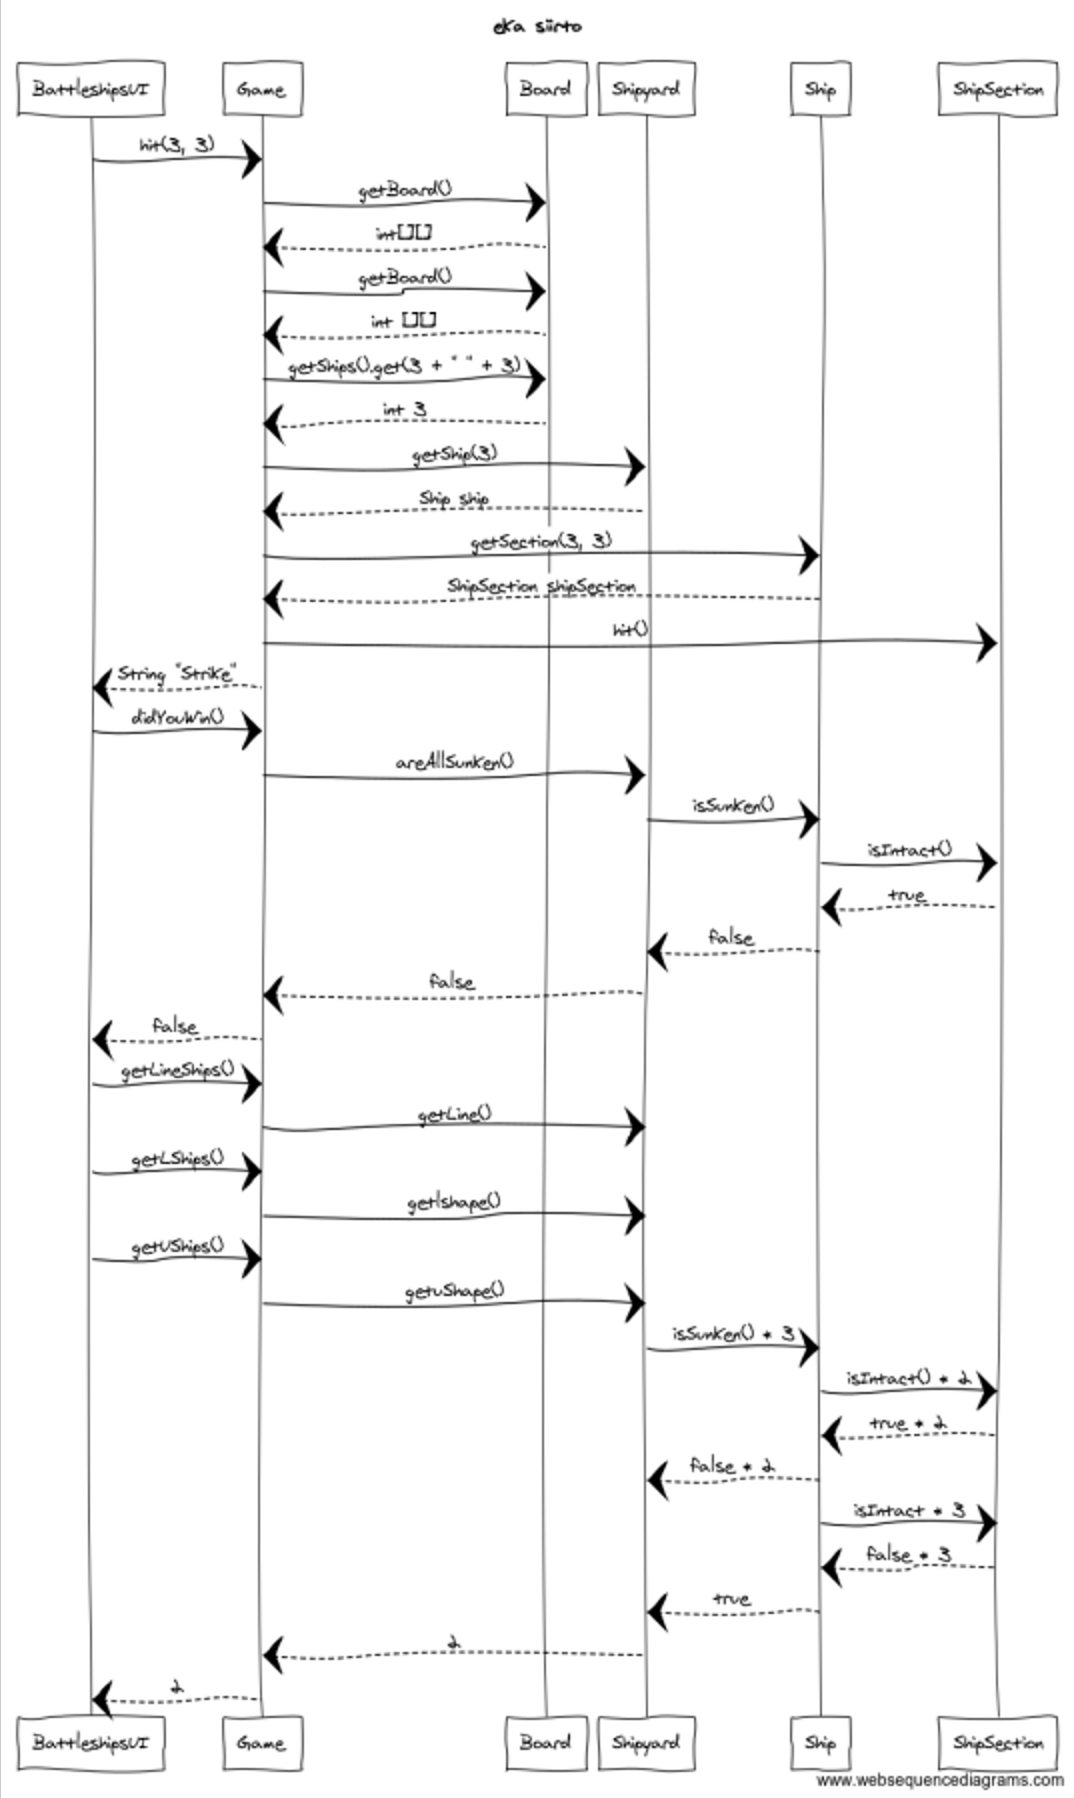 eka siirto
BattleshipsUI Game Board Shipyard Ship ShipSection
hit(3, 3)
getBoard()
int[][]
getBoard()
int [][]
getShips().get(3 + " " + 3)
int 3
getShip(3)
Ship ship
getSection(3, 3)
ShipSection shipSection
hit()
String "Strike"
didYouWin()
areAllSunken()
isSunken()
isIntact()
true
false
false
false
getLineShips()
getLine()
getLShips()
getlshape()
getUShips()
getuShape()
isSunken() * 3
isIntact() * 2
true * 2
false * 2
isIntact * 3
false * 3
true
2
2
BattleshipsUI Game Board Shipyard Ship ShipSection
www.websequencediagrams.com